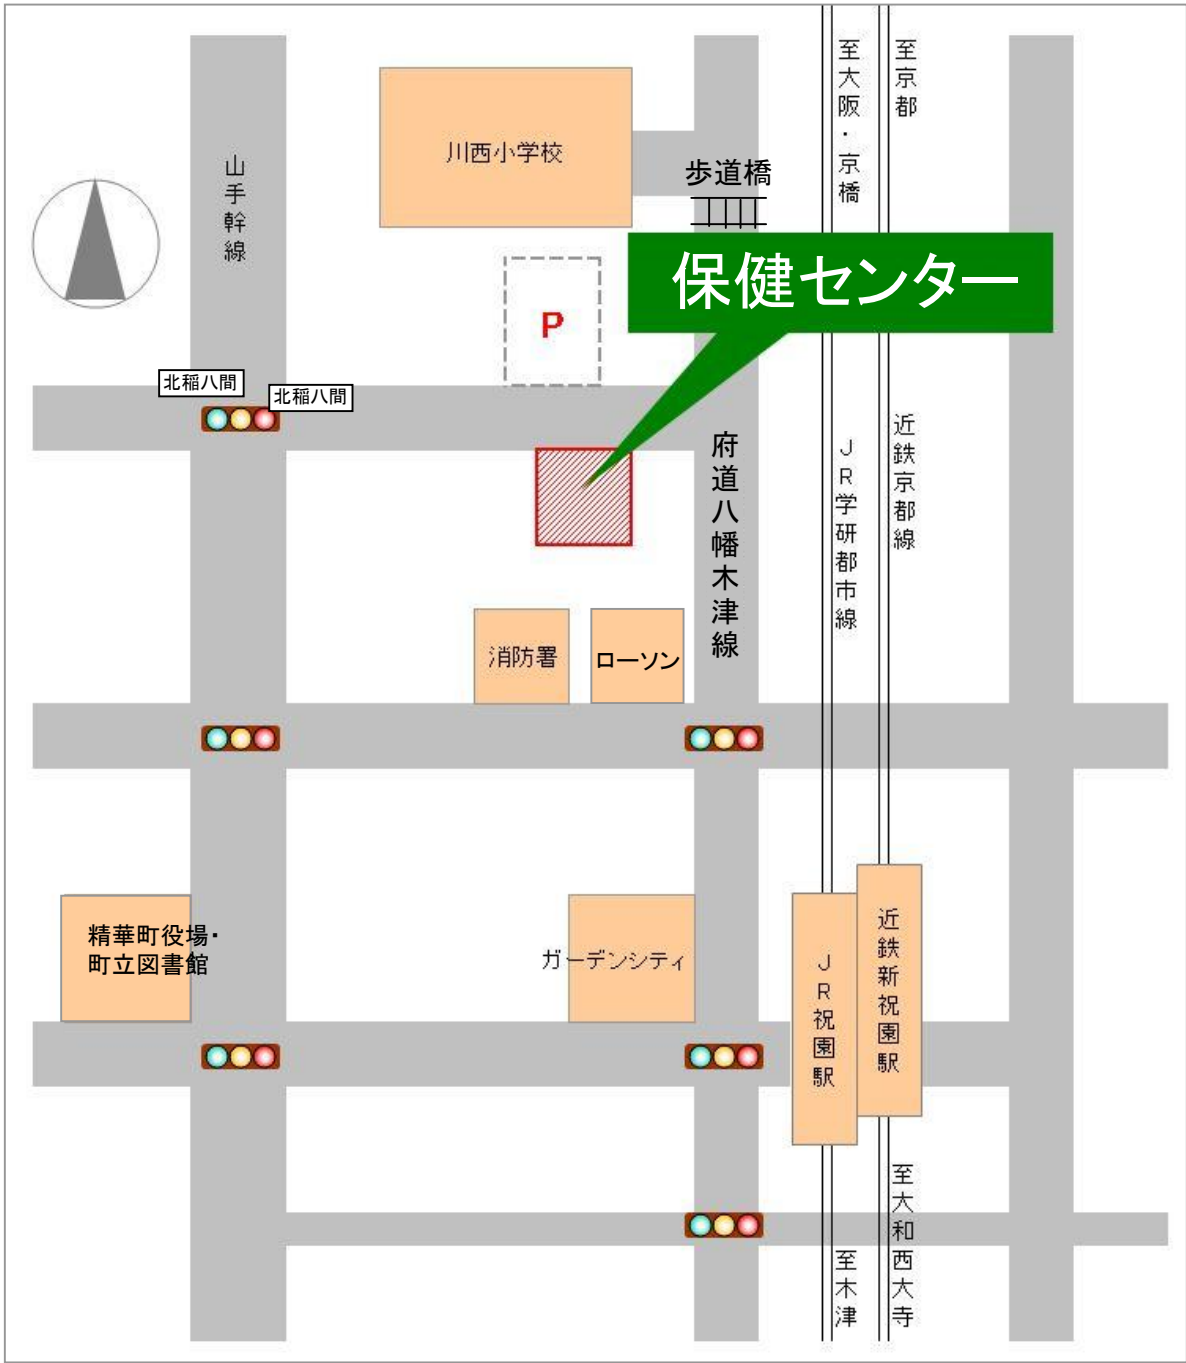 至大阪・京橋
至京都
川西小学校
山手幹線
歩道橋
保健センター
P
北稲八間
北稲八間
府道八幡木津線
JR学研都市線
近鉄京都線
消防署
ローソン
精華町役場・
町立図書館
ガーデンシティ
JR祝園駅
近鉄新祝園駅
至大和西大寺
至木津